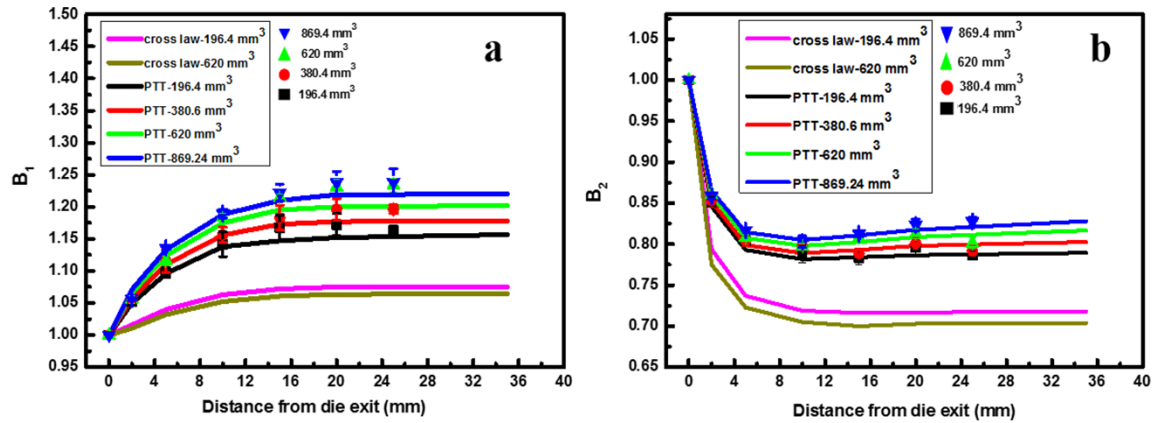 a
cross law-196.4 mm³
cross law-620 mm³
PTT-196.4 mm³
PTT-380.6 mm³
PTT-620 mm³
PTT-869.24 mm³
869.4 mm³
620 mm³
380.4 mm³
196.4 mm³
1.50
1.45
1.40
1.35
1.30
1.25
1.20
1.15
1.10
1.05
1.00
0.95
B₁
0 4 8 12 16 20 24 28 32 36 40
Distance from die exit (mm)
b
cross law-196.4 mm³
cross law-620 mm³
PTT-196.4 mm³
PTT-380.6 mm³
PTT-620 mm³
PTT-869.24 mm³
869.4 mm³
620 mm³
380.4 mm³
196.4 mm³
1.00
0.95
0.90
0.85
0.80
0.75
0.70
0.65
B₂
0 4 8 12 16 20 24 28 32 36 40
Distance from die exit (mm)